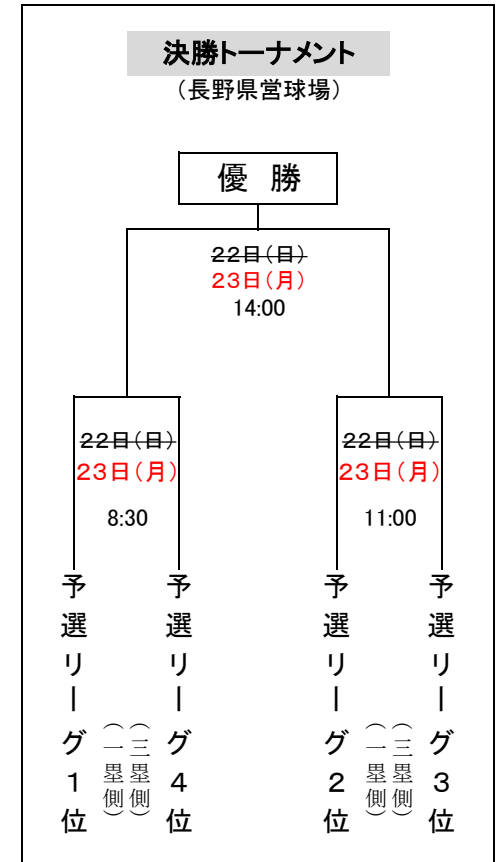 決勝トーナメント
（長野県営球場）
優 勝
22日(日)
23日(月)
14:00
22日(日)
23日(月)
8:30
22日(日)
23日(月)
11:00
予選リーグ1位
（一塁側）
（三塁側）
予選リーグ4位
予選リーグ2位
（一塁側）
（三塁側）
予選リーグ3位